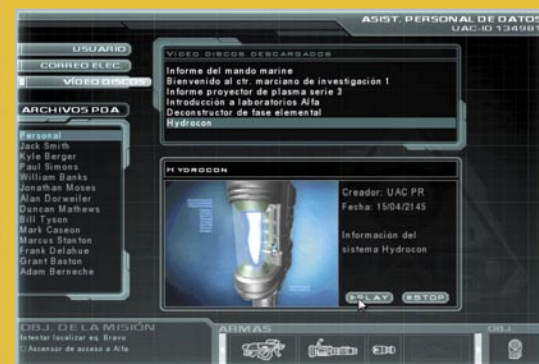 ASIST. PERSONAL DE DATOS
UAC-ID 134981
USUARIO
CORREO ELEC.
VÍDEO DISCOS
VÍDEO DISCOS DESCARGADOS
Informe del mando marine
Bienvenido al ctr. marciano de investigación 1
Informe proyector de plasma serie 3
Introducción a laboratorios Alfa
Deconstructor de fase elemental
Hydrocon
ARCHIVOS PDA
Personal
Jack Smith
Kyle Berger
Paul Simons
William Banks
Jonathan Moses
Alan Dorweiler
Duncan Mathews
Bill Tyson
Mark Caseon
Marcus Stanton
Frank Delahue
Grant Baston
Adam Berneche
HYDROCON
Creador: UAC PR
Fecha: 15/04/2145
Información del
sistema Hydrocon
PLAY
STOP
OBJ. DE LA MISIÓN
Intentar localizar eq. Bravo
Ascensor de acceso a Alfa
ARMAS
OBJ.